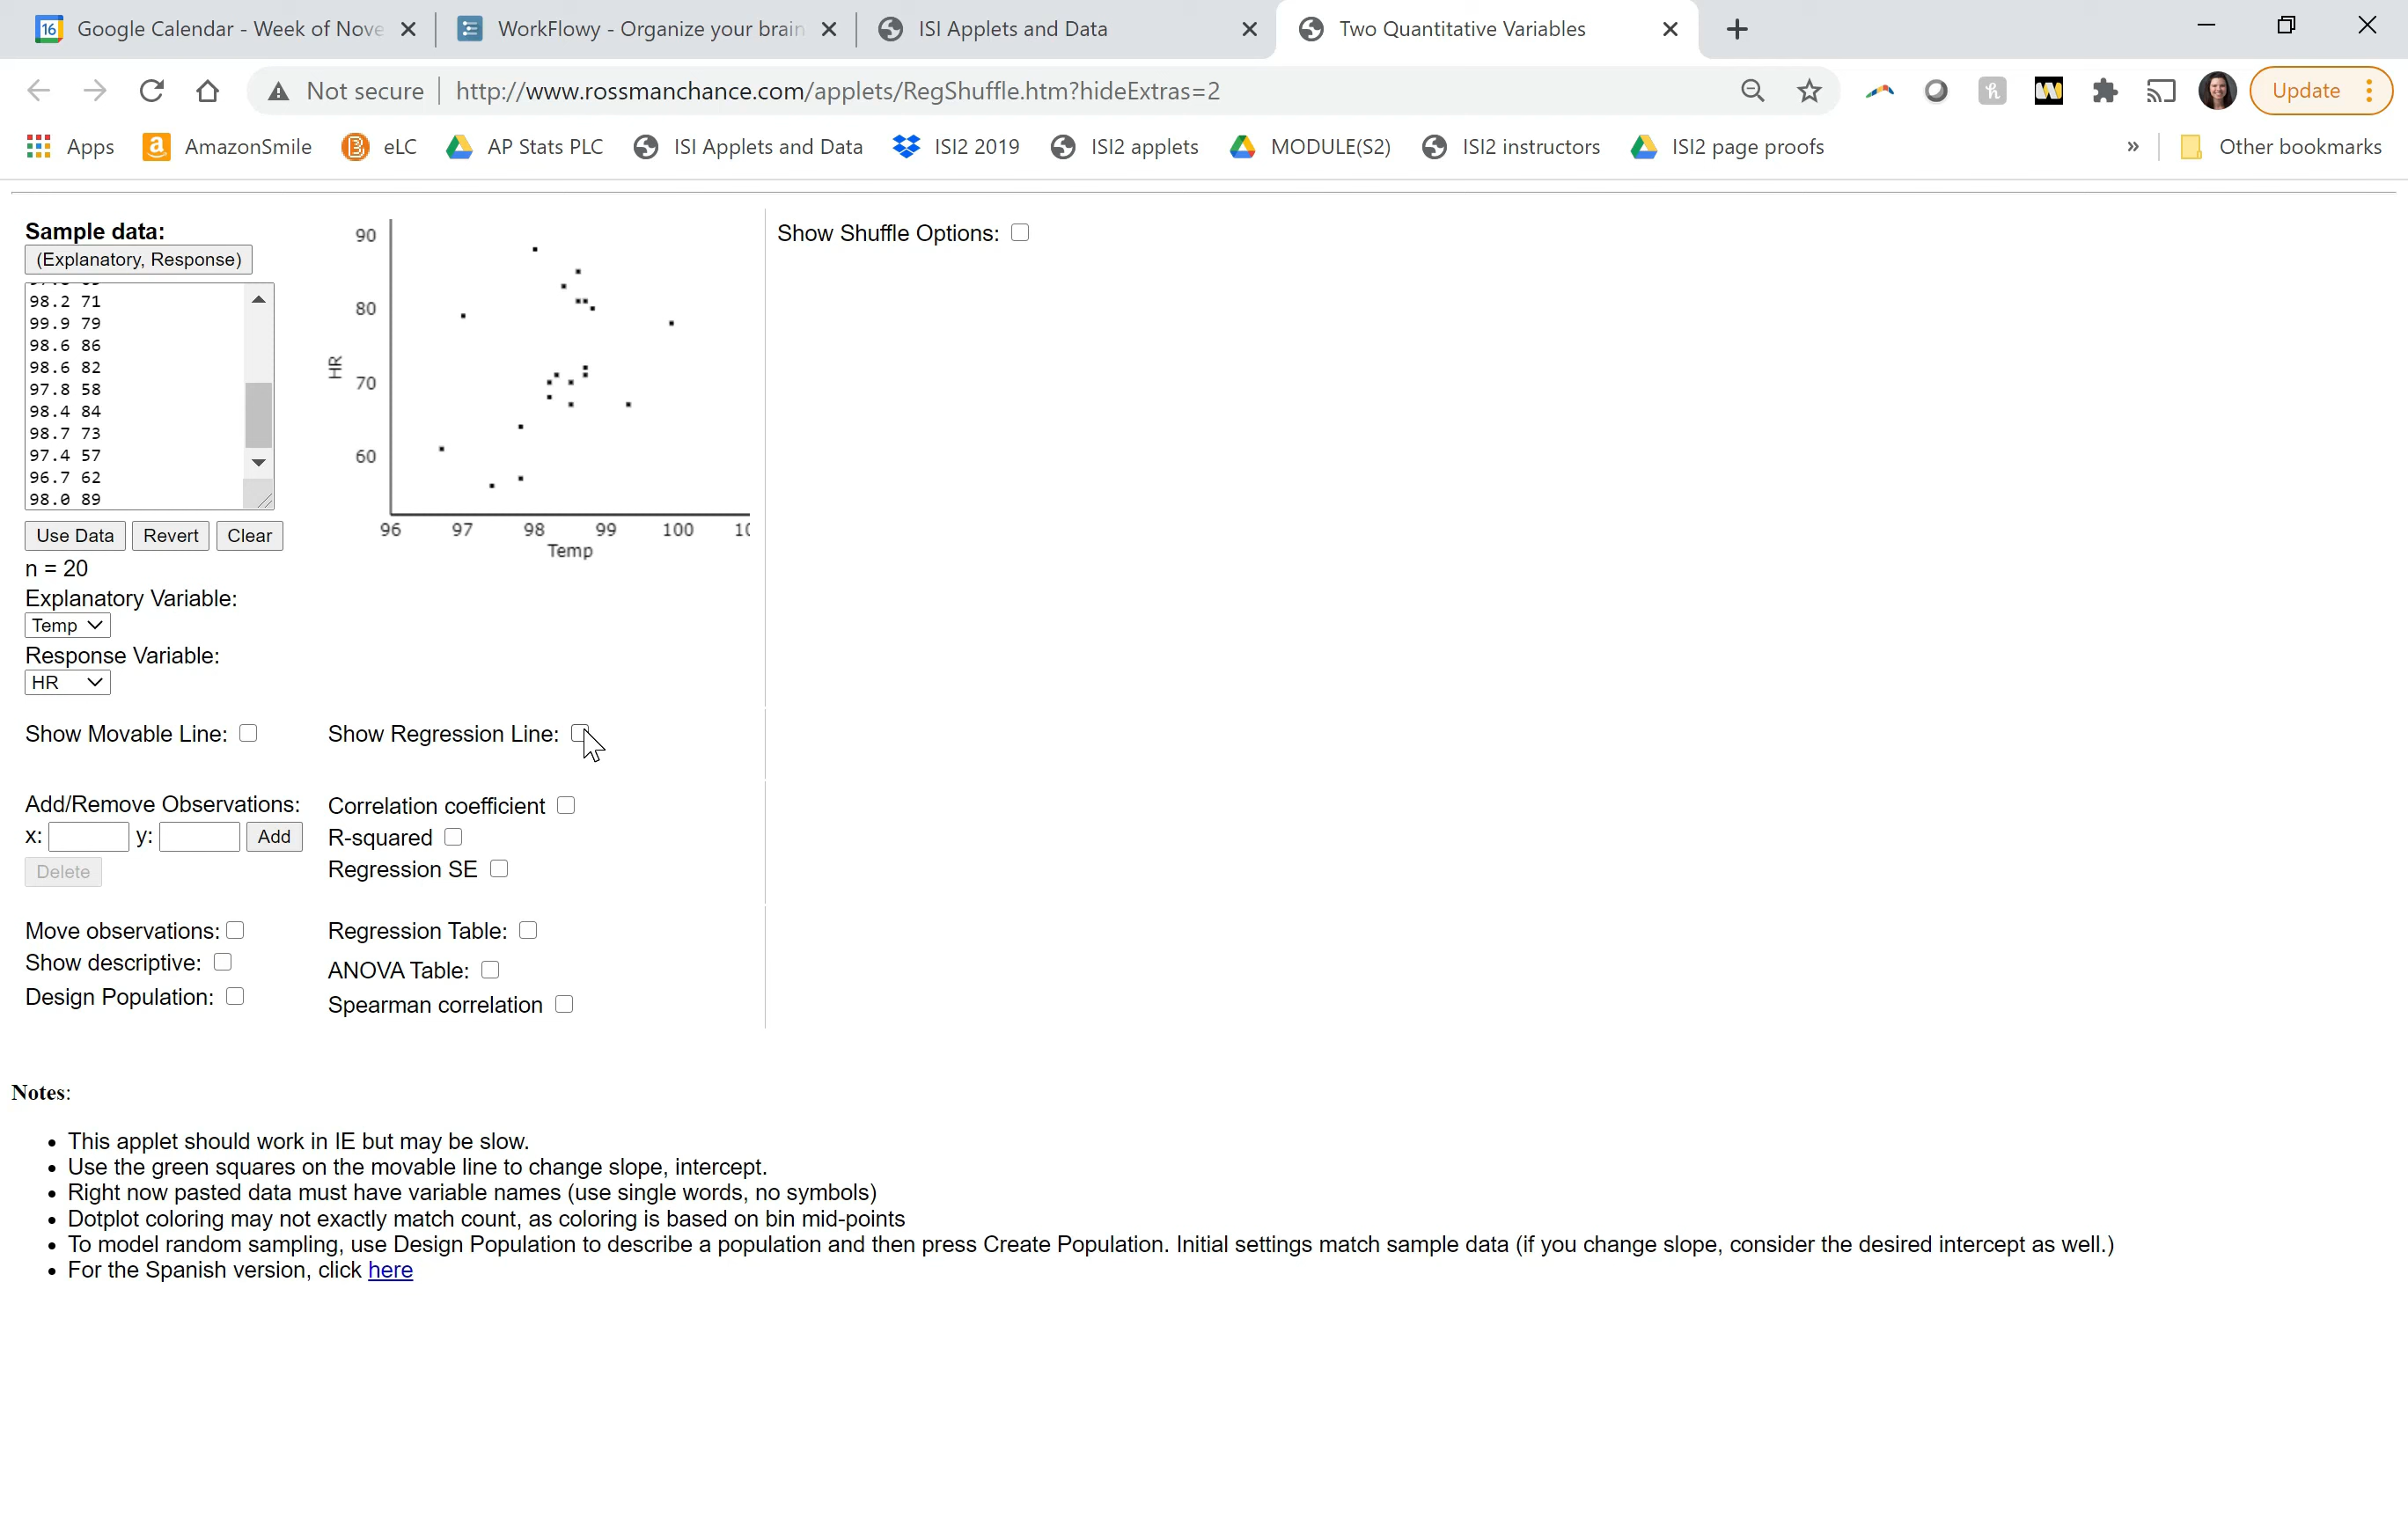 Google Calendar - Week of Nove
WorkFlowy - Organize your brain
ISI Applets and Data
Two Quantitative Variables
Not secure
http://www.rossmanchance.com/applets/RegShuffle.htm?hideExtras=2
Update
Apps
AmazonSmile
eLC
AP Stats PLC
ISI Applets and Data
ISI2 2019
ISI2 applets
MODULE(S2)
ISI2 instructors
ISI2 page proofs
»
Other bookmarks
Sample data:
(Explanatory, Response)
98.2 71
99.9 79
98.6 86
98.6 82
97.8 58
98.4 84
98.7 73
97.4 57
96.7 62
98.0 89
Use Data Revert Clear
n = 20
Explanatory Variable:
Temp
Response Variable:
HR
90
80
70
60
HR
96 97 98 99 100 10
Temp
Show Shuffle Options:
Show Movable Line:
Show Regression Line:
Add/Remove Observations:
x: y: Add
Delete
Correlation coefficient
R-squared
Regression SE
Move observations:
Show descriptive:
Design Population:
Regression Table:
ANOVA Table:
Spearman correlation
Notes:
• This applet should work in IE but may be slow.
• Use the green squares on the movable line to change slope, intercept.
• Right now pasted data must have variable names (use single words, no symbols)
• Dotplot coloring may not exactly match count, as coloring is based on bin mid-points
• To model random sampling, use Design Population to describe a population and then press Create Population. Initial settings match sample data (if you change slope, consider the desired intercept as well.)
• For the Spanish version, click here